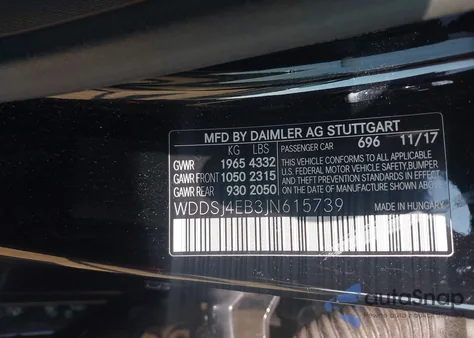 MFD BY DAIMLER AG STUTTGART
KG LBS PASSENGER CAR 696 11/17
GVWR 1965 4332 THIS VEHICLE CONFORMS TO ALL APPLICABLE
GAWR FRONT 1050 2315 U.S. FEDERAL MOTOR VEHICLE SAFETY, BUMPER
GAWR REAR 930 2050 AND THEFT PREVENTION STANDARDS IN EFFECT
ON THE DATE OF MANUFACTURE SHOWN ABOVE.
WDDSJ4EB3JN615739
HUNGARY
autoSnap